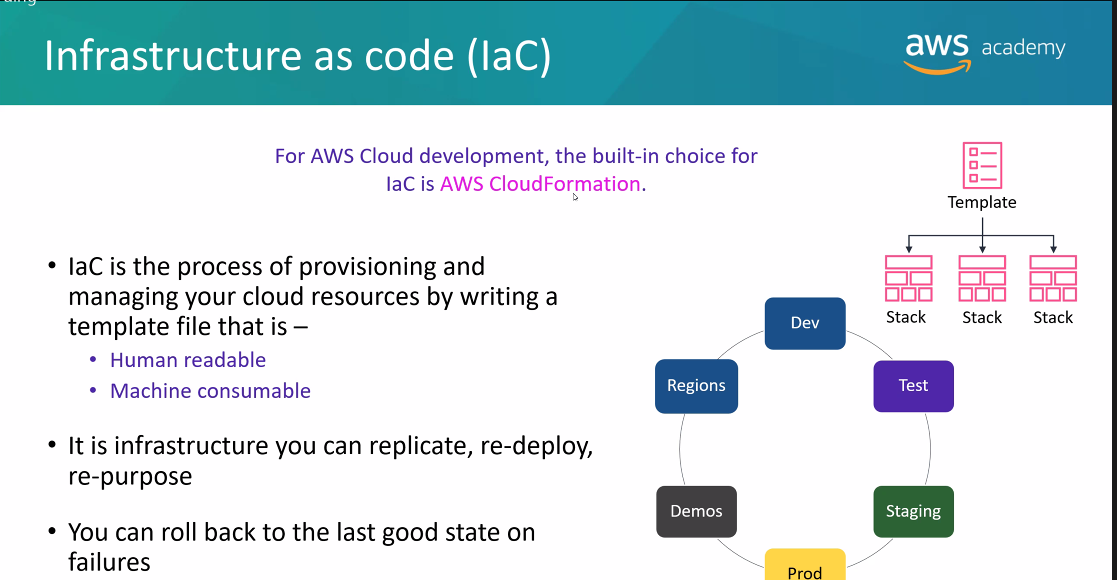 Infrastructure as code (IaC)
aws academy
For AWS Cloud development, the built-in choice for
IaC is AWS CloudFormation.
Template
Stack
Stack
Stack
• IaC is the process of provisioning and
managing your cloud resources by writing a
template file that is –
• Human readable
• Machine consumable
• It is infrastructure you can replicate, re-deploy,
re-purpose
• You can roll back to the last good state on
failures
Dev
Test
Staging
Prod
Demos
Regions